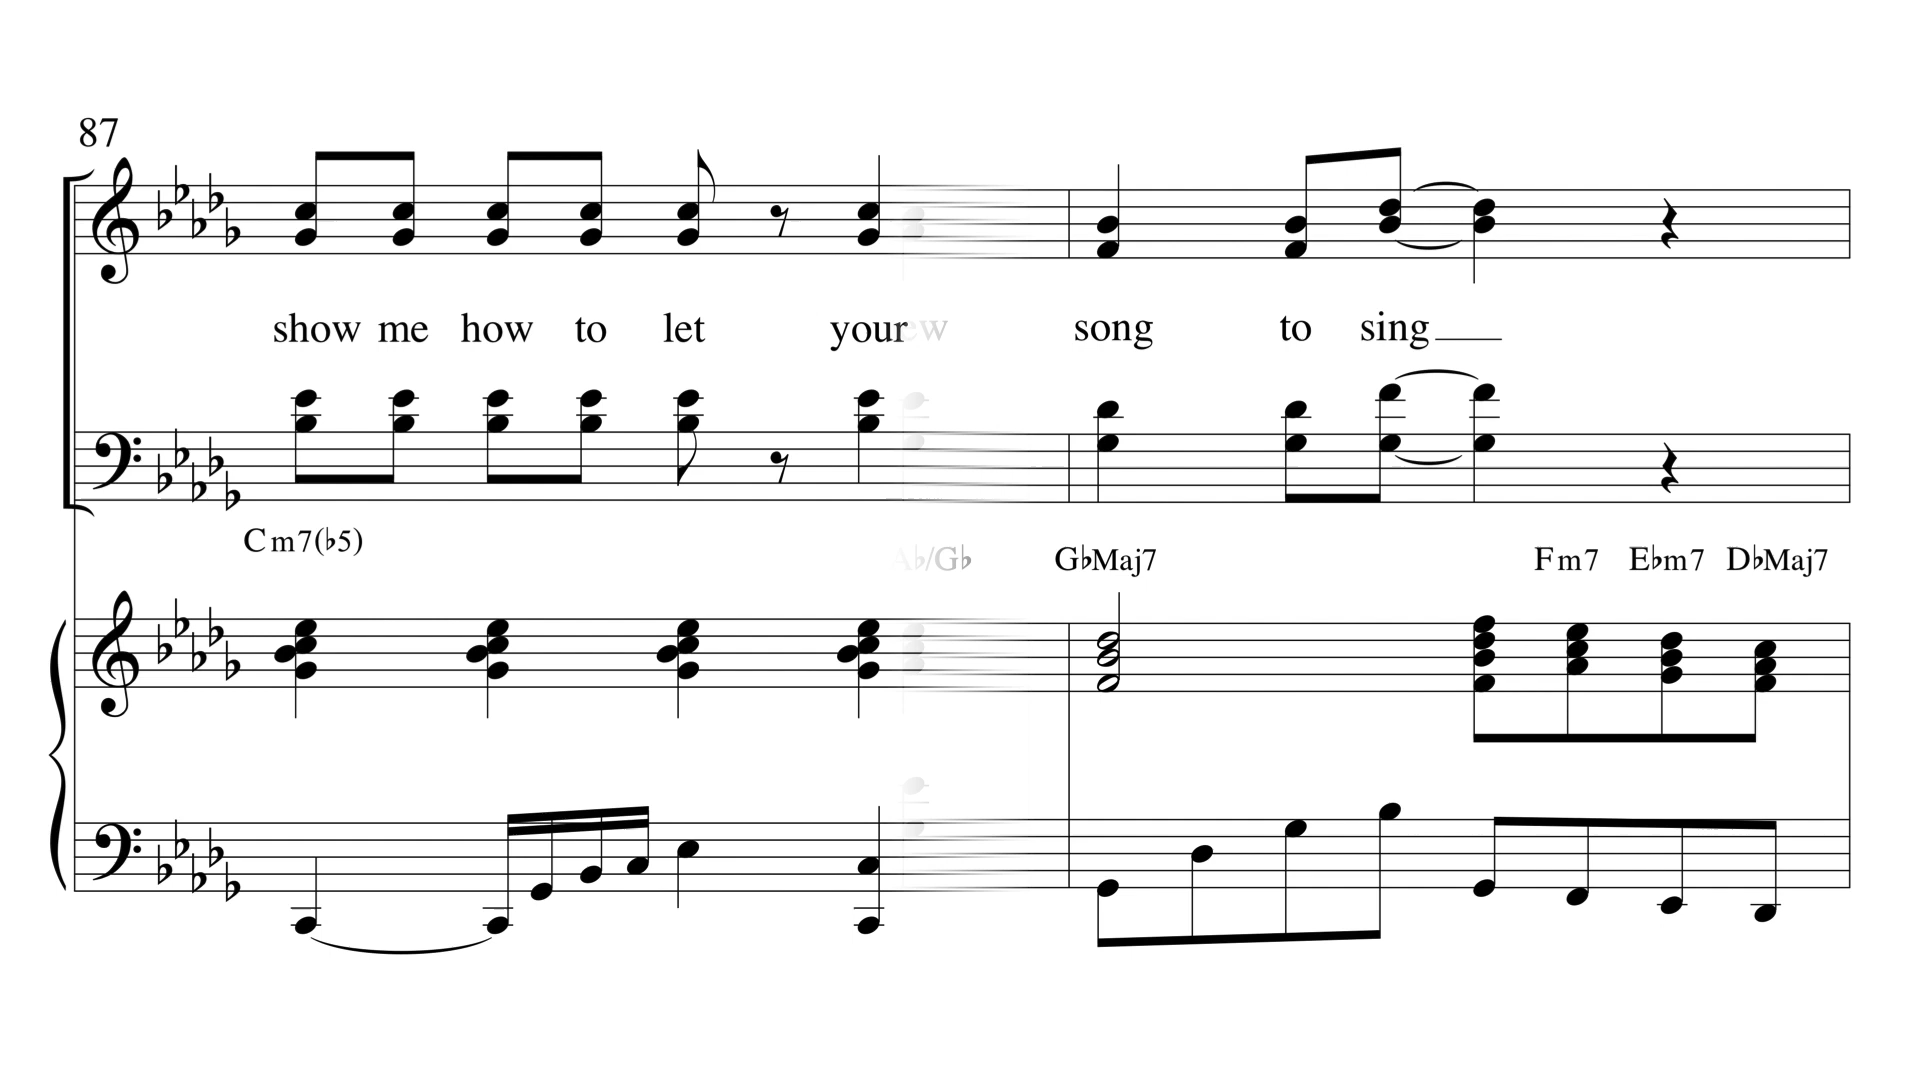 87
show me how to let your song to sing
Cm7(♭5) A♭/G♭ G♭Maj7 Fm7 E♭m7 D♭Maj7